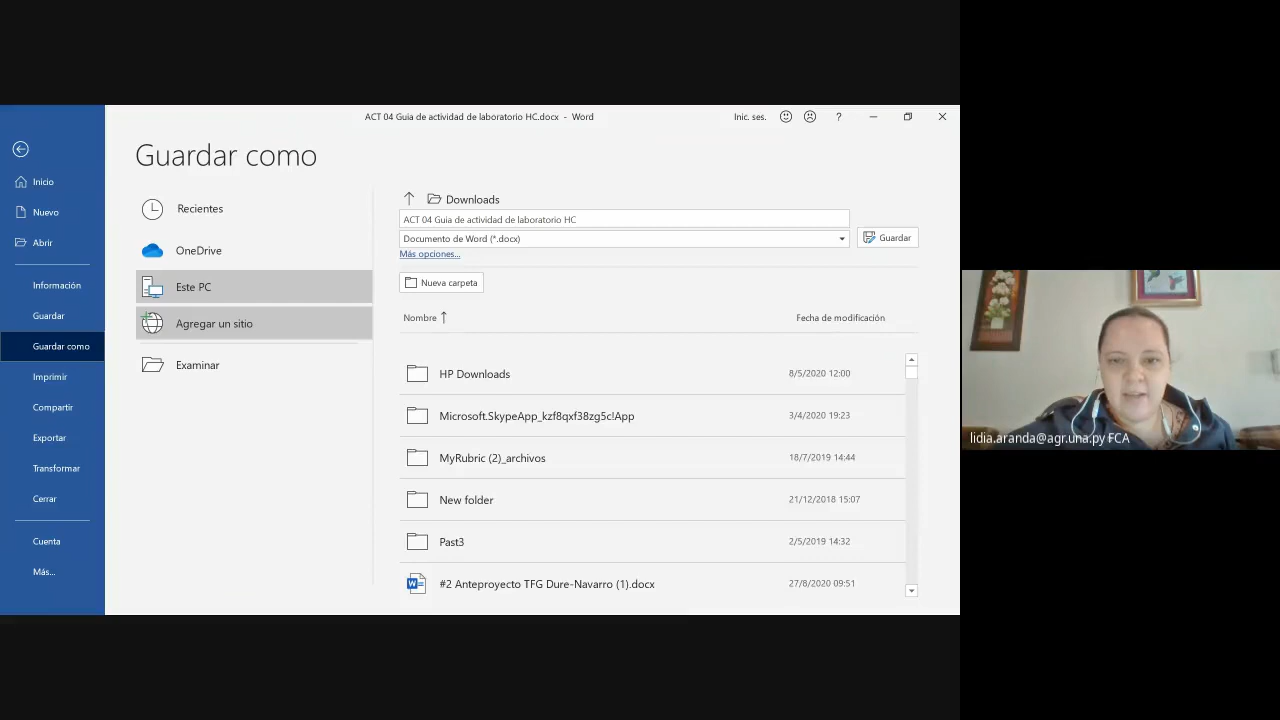 ACT 04 Guia de actividad de laboratorio HC.docx - Word
Inic. ses.
?
Guardar como
Inicio
Nuevo
Abrir
Información
Guardar
Guardar como
Imprimir
Compartir
Exportar
Transformar
Cerrar
Cuenta
Más...
Recientes
OneDrive
Este PC
Agregar un sitio
Examinar
Downloads
ACT 04 Guia de actividad de laboratorio HC
Documento de Word (*.docx)
Guardar
Más opciones...
Nueva carpeta
Nombre
Fecha de modificación
HP Downloads 8/5/2020 12:00
Microsoft.SkypeApp_kzf8qxf38zg5c!App 3/4/2020 19:23
MyRubric (2)_archivos 18/7/2019 14:44
New folder 21/12/2018 15:07
Past3 2/5/2019 14:32
#2 Anteproyecto TFG Dure-Navarro (1).docx 27/8/2020 09:51
lidia.aranda@agr.una.py FCA